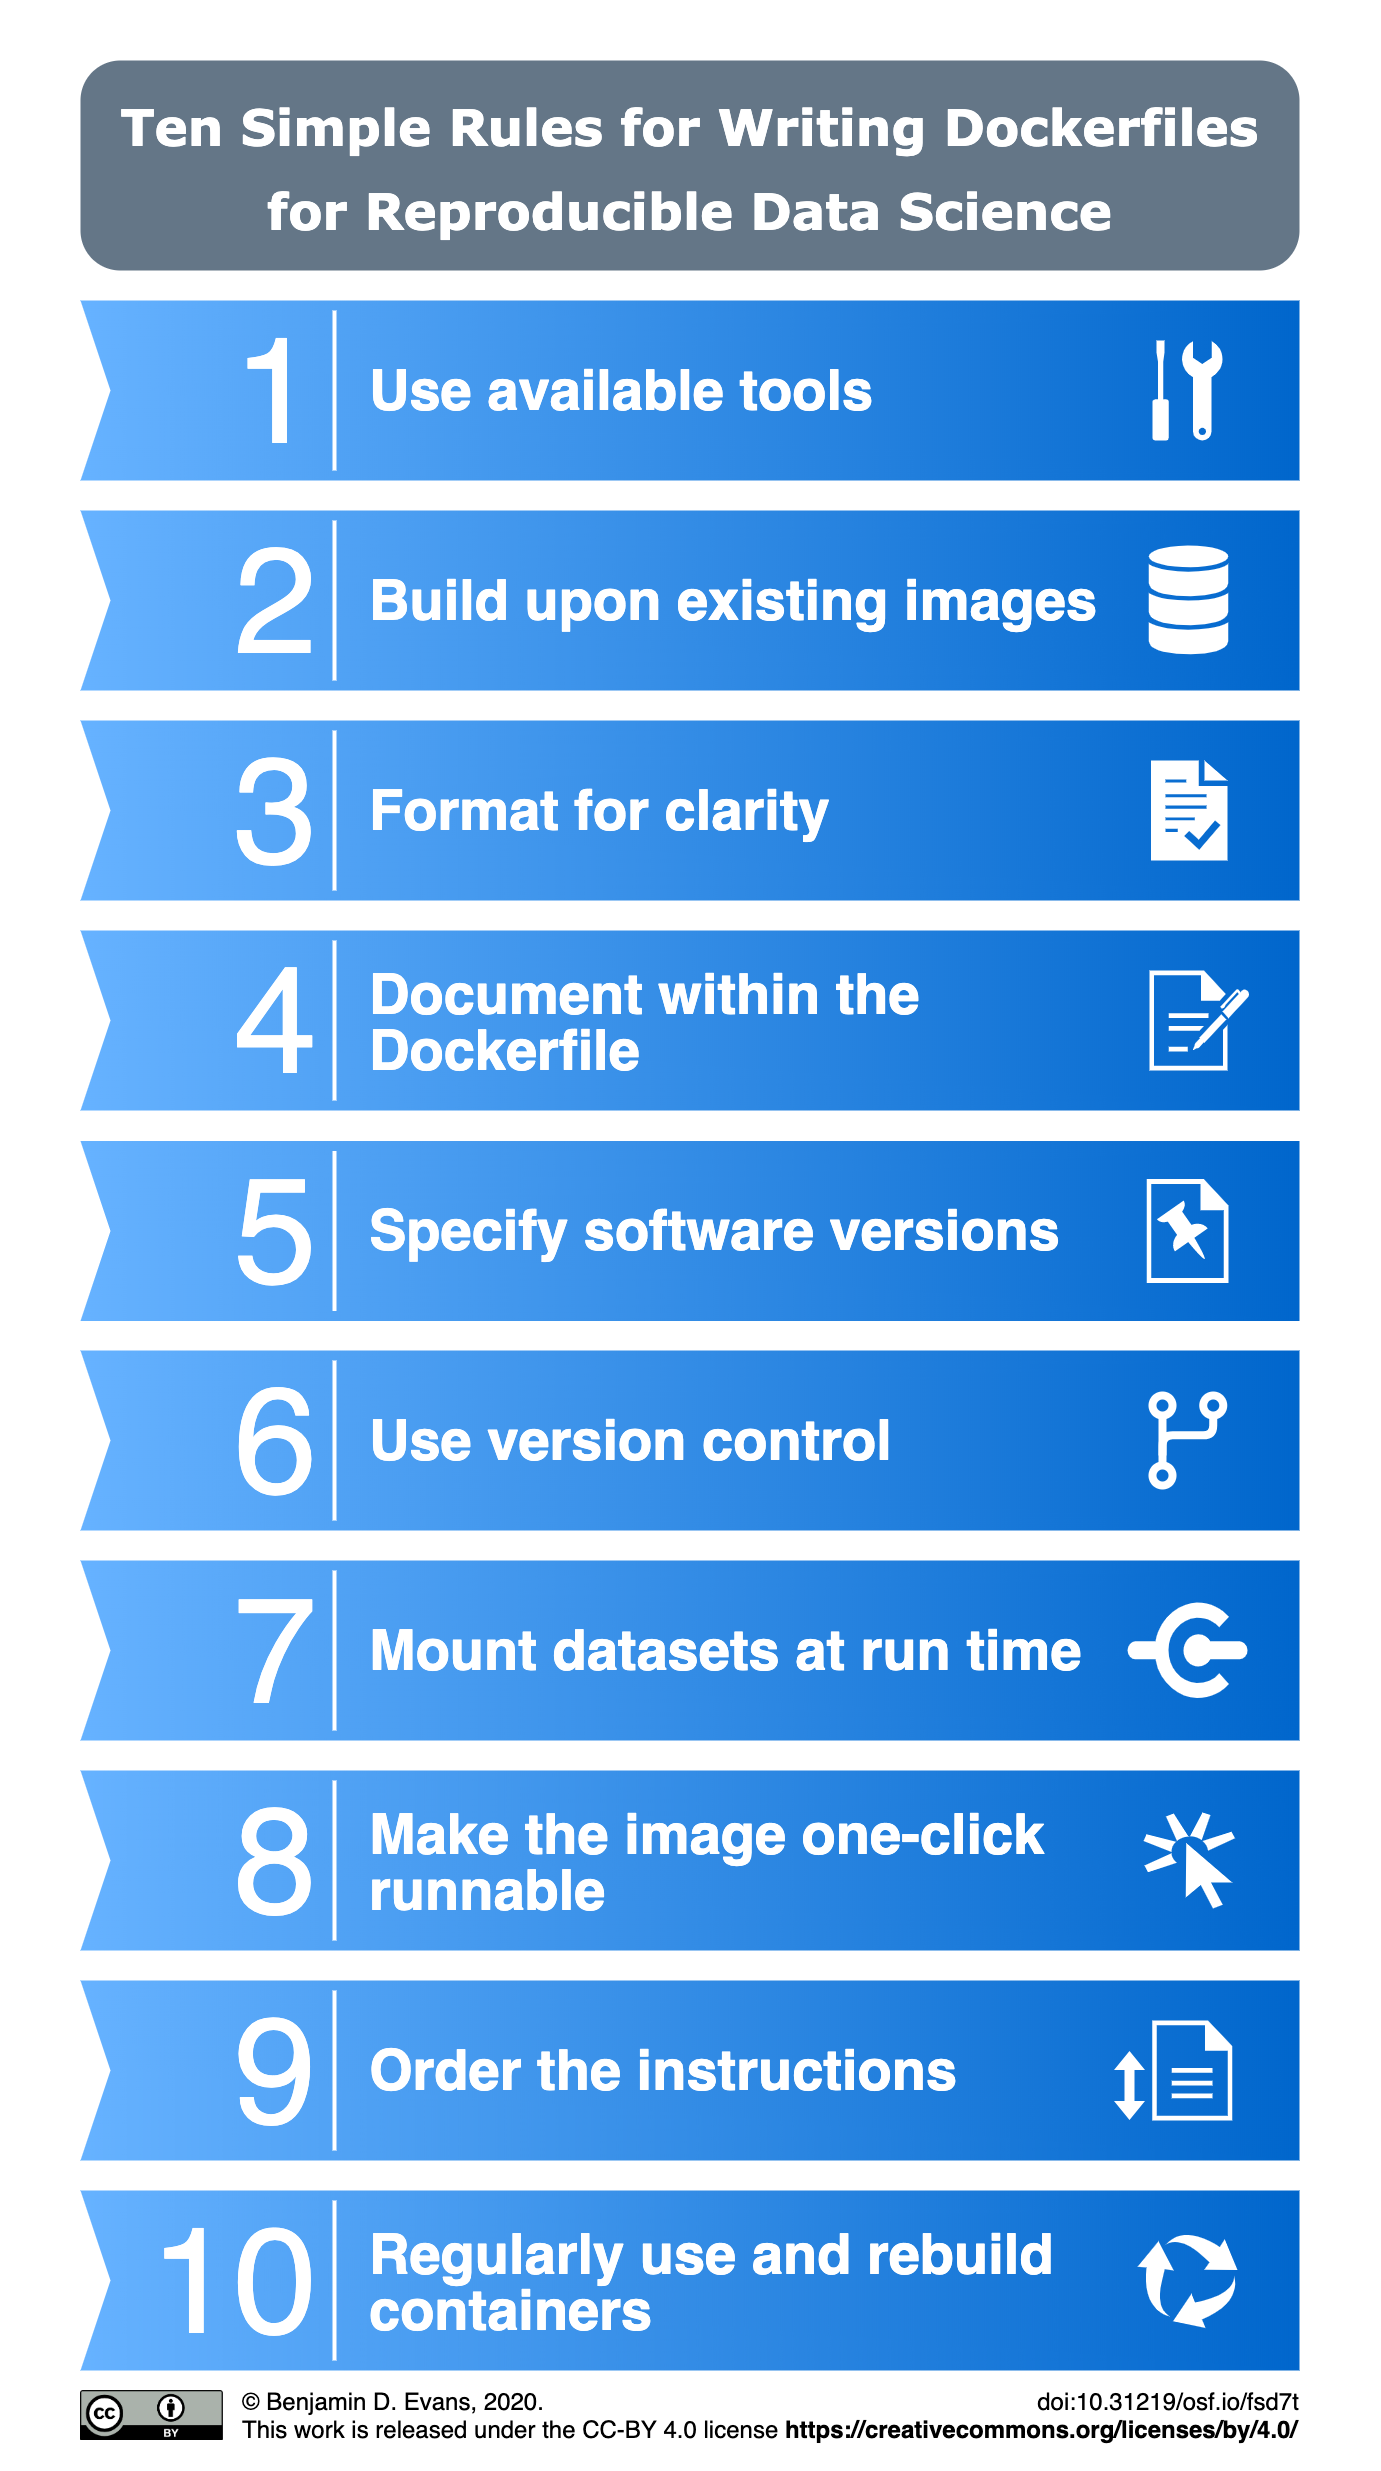 Ten Simple Rules for Writing Dockerfiles
for Reproducible Data Science
1
Use available tools
2
Build upon existing images
3
Format for clarity
4
Document within the
Dockerfile
5
Specify software versions
6
Use version control
7
Mount datasets at run time
8
Make the image one-click
runnable
9
Order the instructions
10
Regularly use and rebuild
containers
cc
BY
© Benjamin D. Evans, 2020.
doi:10.31219/osf.io/fsd7t
This work is released under the CC-BY 4.0 license https://creativecommons.org/licenses/by/4.0/